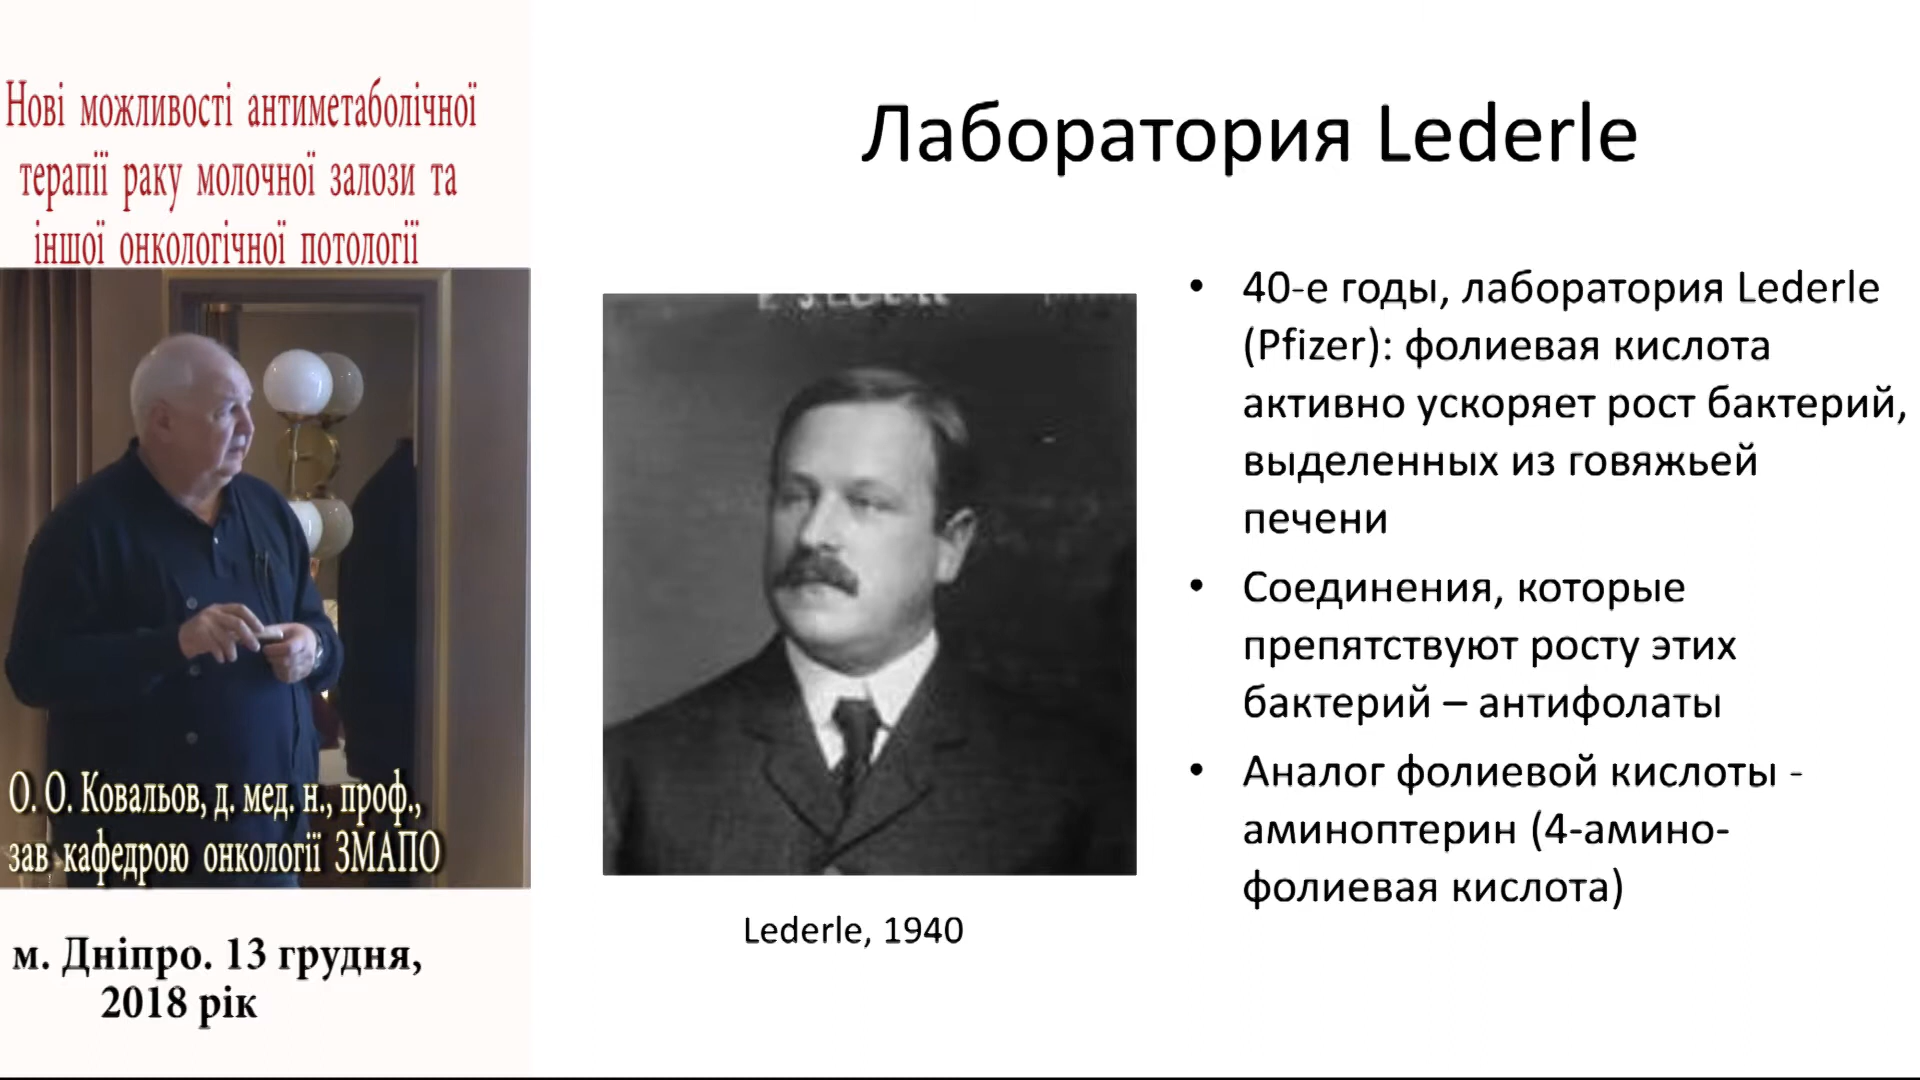 Нові можливості антиметаболічної
терапії раку молочної залози та
іншої онкологічної потології
О. О. Ковальов, д. мед. н., проф.,
зав кафедрою онкології ЗМАПО
м. Дніпро. 13 грудня,
2018 рік
Лаборатория Lederle
Lederle, 1940
• 40-е годы, лаборатория Lederle
(Pfizer): фолиевая кислота
активно ускоряет рост бактерий,
выделенных из говяжьей
печени
• Соединения, которые
препятствуют росту этих
бактерий – антифолаты
• Аналог фолиевой кислоты -
аминоптерин (4-амино-
фолиевая кислота)